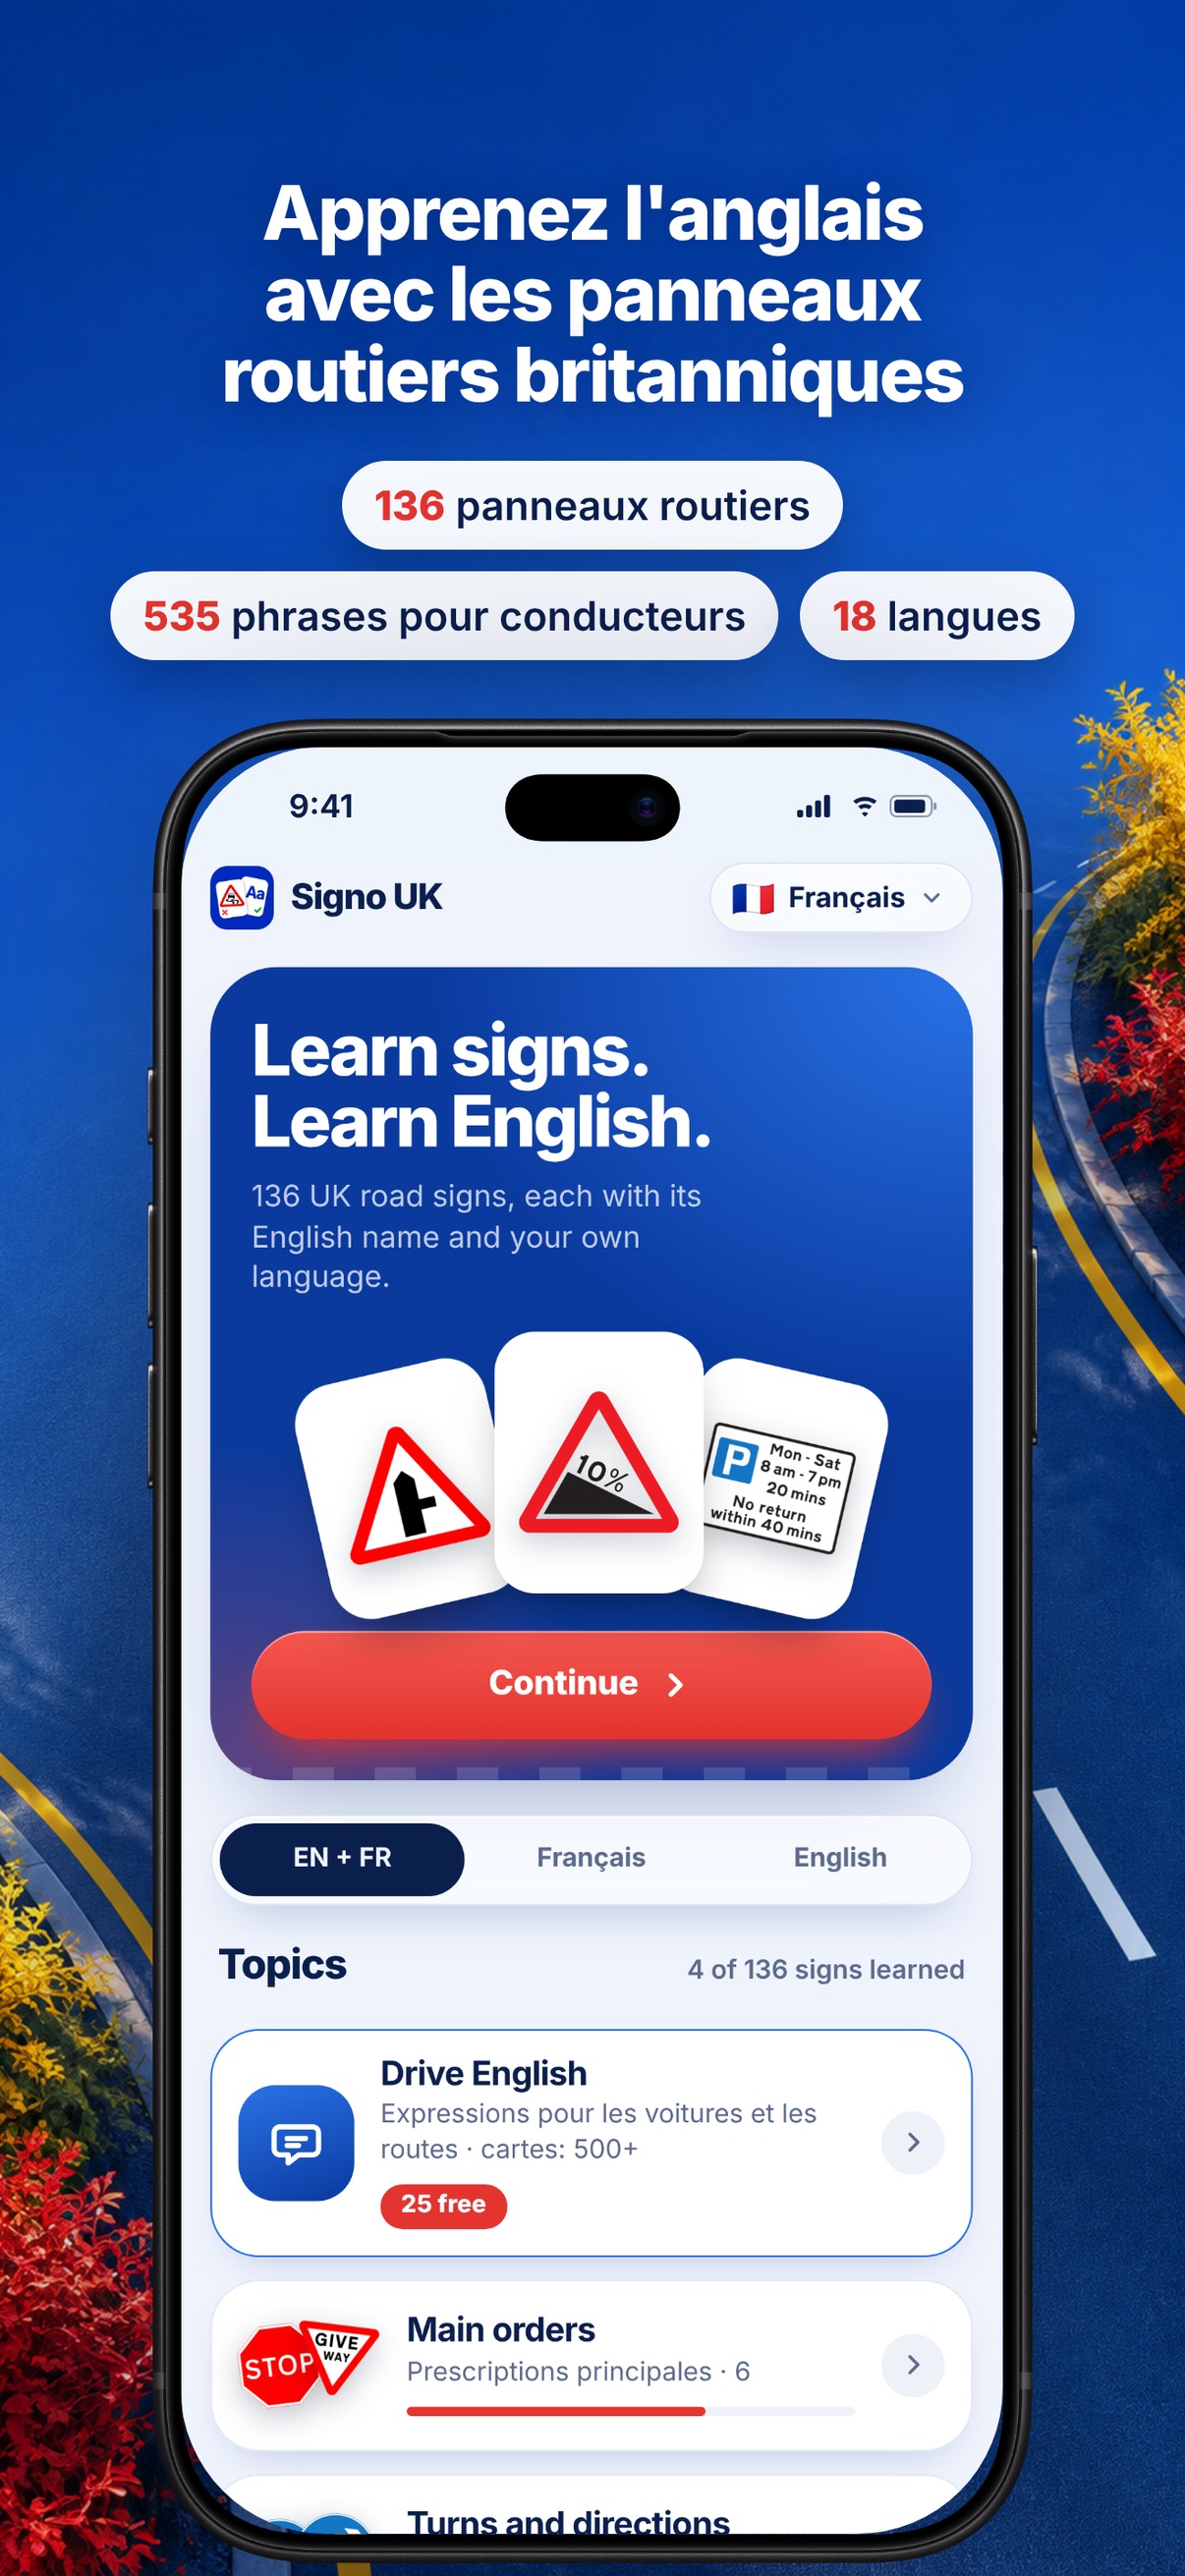 Apprenez l'anglais
avec les panneaux
routiers britanniques
136 panneaux routiers
535 phrases pour conducteurs
18 langues
9:41
Aa
Signo UK
Français
Learn signs.
Learn English.
136 UK road signs, each with its
English name and your own
language.
10%
P
Mon - Sat
8 am - 7 pm
20 mins
No return
within 40 mins
Continue
EN + FR
Français
English
Topics
4 of 136 signs learned
Drive English
Expressions pour les voitures et les
routes · cartes: 500+
25 free
STOP
GIVE
WAY
Main orders
Prescriptions principales · 6
Turns and directions